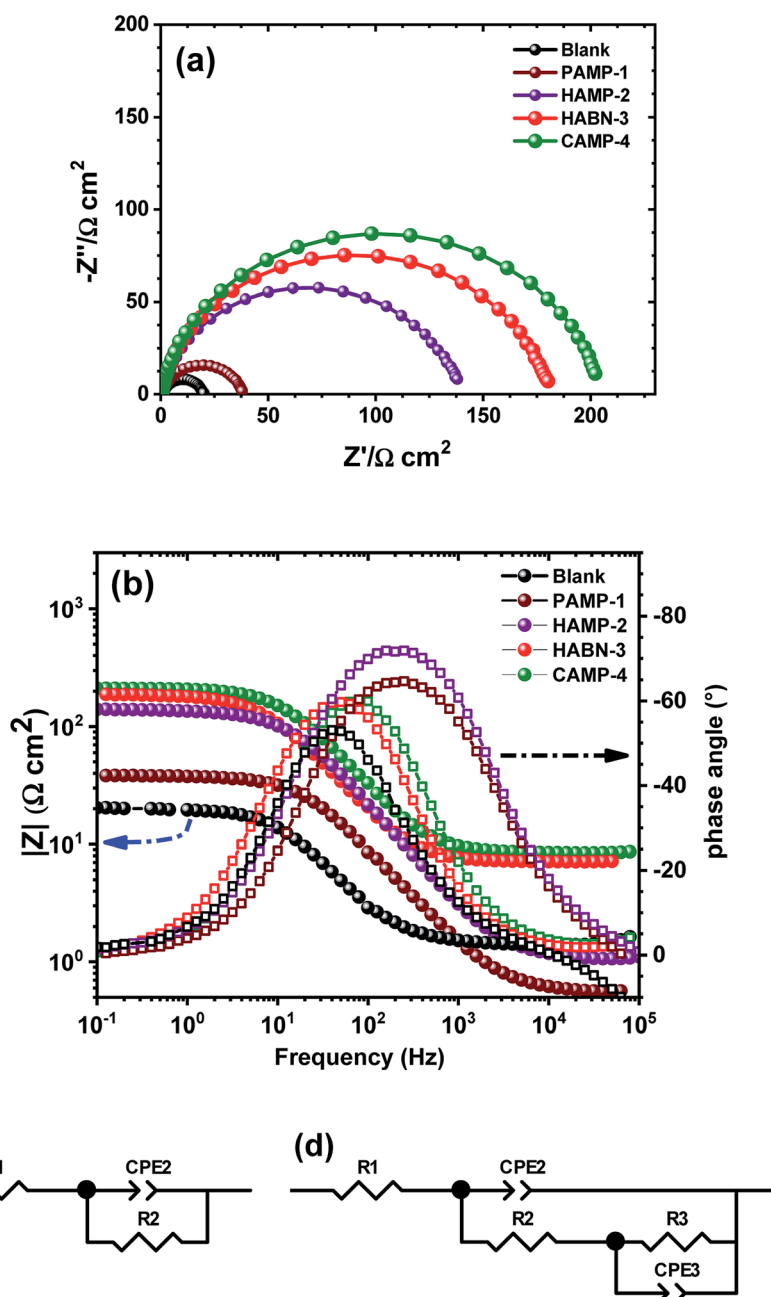 (a)
Blank
PAMP-1
HAMP-2
HABN-3
CAMP-4
200
150
100
50
0
-Z''/Ω cm²
0 50 100 150 200
Z'/Ω cm²
(b)
Blank
PAMP-1
HAMP-2
HABN-3
CAMP-4
10³
10²
10¹
10⁰
|Z| (Ω cm²)
-80
-60
-40
-20
0
phase angle (°)
10⁻¹ 10⁰ 10¹ 10² 10³ 10⁴ 10⁵
Frequency (Hz)
CPE2
R2
(d)
R1 CPE2
R2 R3
CPE3